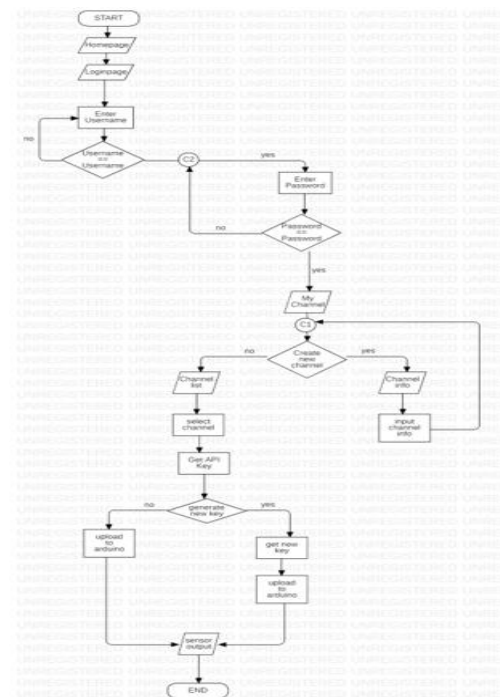 START
Homepage
Loginpage
Enter
Username
no
Username
==
Username
C2
yes
Enter
Password
no
Password
==
Password
yes
My
Channel
C1
no
Create
new
channel
yes
Channel
list
Channel
info
select
channel
input
channel
info
Get API
Key
no
generate
new key
yes
upload
to
arduino
get new
key
upload
to
arduino
sensor
output
END
UNREGISTERED